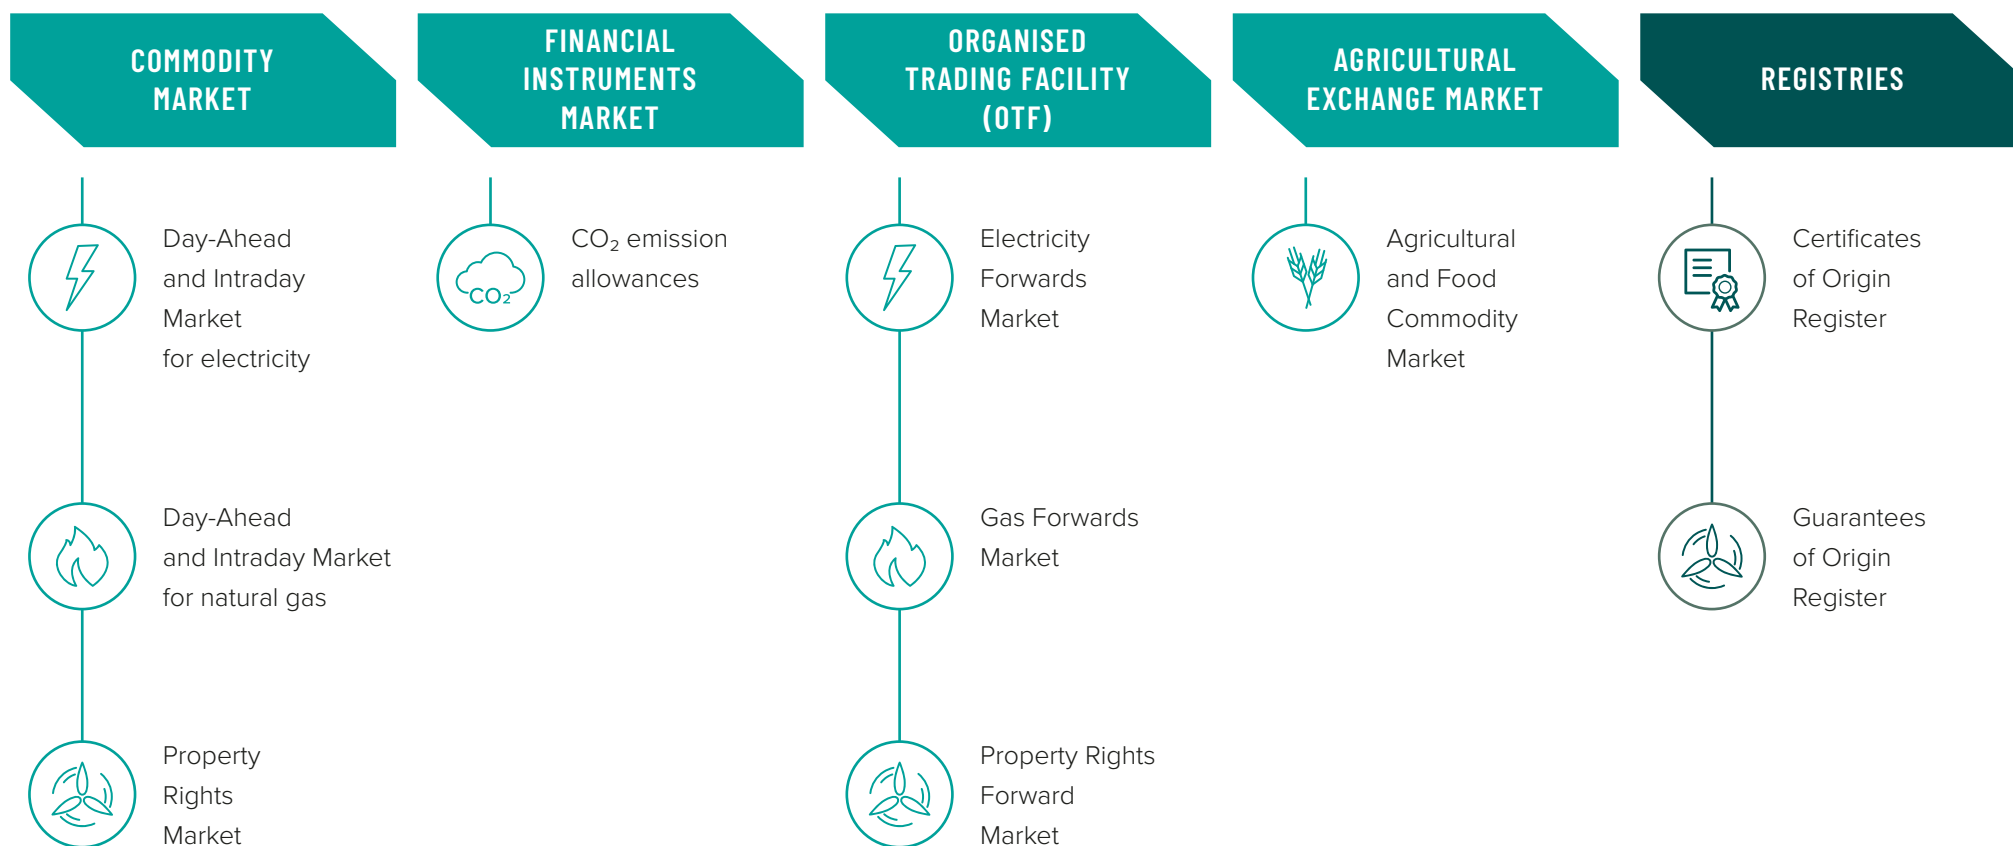 COMMODITY
MARKET
Day-Ahead
and Intraday
Market
for electricity
Day-Ahead
and Intraday Market
for natural gas
Property
Rights
Market
FINANCIAL
INSTRUMENTS
MARKET
CO₂
CO₂ emission
allowances
ORGANISED
TRADING FACILITY
(OTF)
Electricity
Forwards
Market
Gas Forwards
Market
Property Rights
Forward
Market
AGRICULTURAL
EXCHANGE MARKET
Agricultural
and Food
Commodity
Market
REGISTRIES
Certificates
of Origin
Register
Guarantees
of Origin
Register